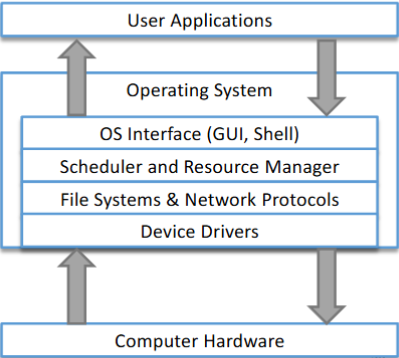 User Applications
Operating System
OS Interface (GUI, Shell)
Scheduler and Resource Manager
File Systems & Network Protocols
Device Drivers
Computer Hardware